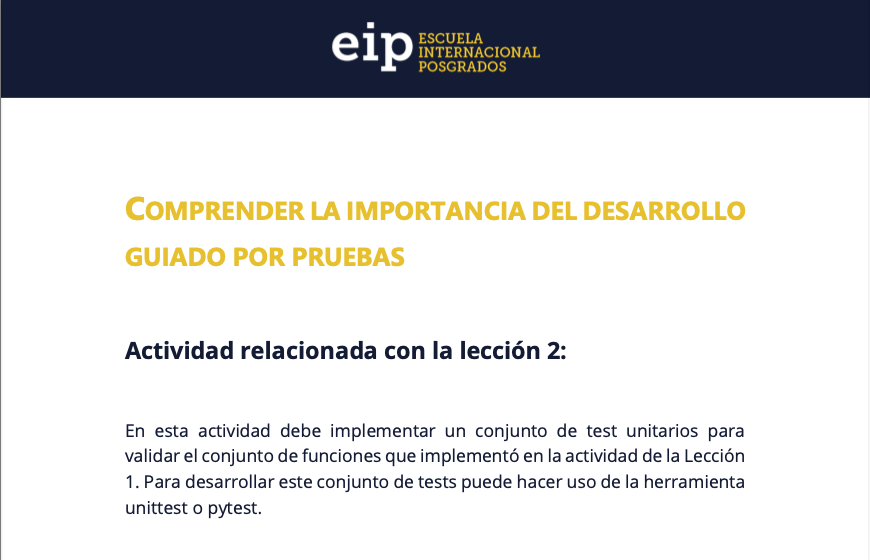 eip ESCUELA
INTERNACIONAL
POSGRADOS
COMPRENDER LA IMPORTANCIA DEL DESARROLLO
GUIADO POR PRUEBAS
Actividad relacionada con la lección 2:
En esta actividad debe implementar un conjunto de test unitarios para
validar el conjunto de funciones que implementó en la actividad de la Lección
1. Para desarrollar este conjunto de tests puede hacer uso de la herramienta
unittest o pytest.